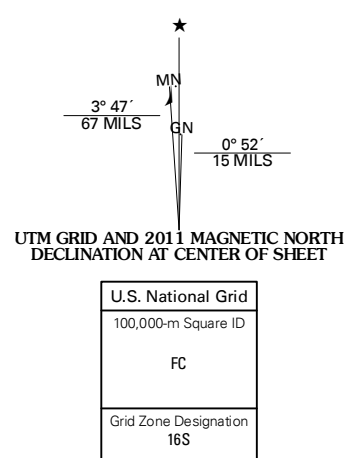 ★
MN
3° 47´
67 MILS
GN
0° 52´
15 MILS
UTM GRID AND 2011 MAGNETIC NORTH
DECLINATION AT CENTER OF SHEET
U.S. National Grid
100,000-m Square ID
FC
Grid Zone Designation
16S